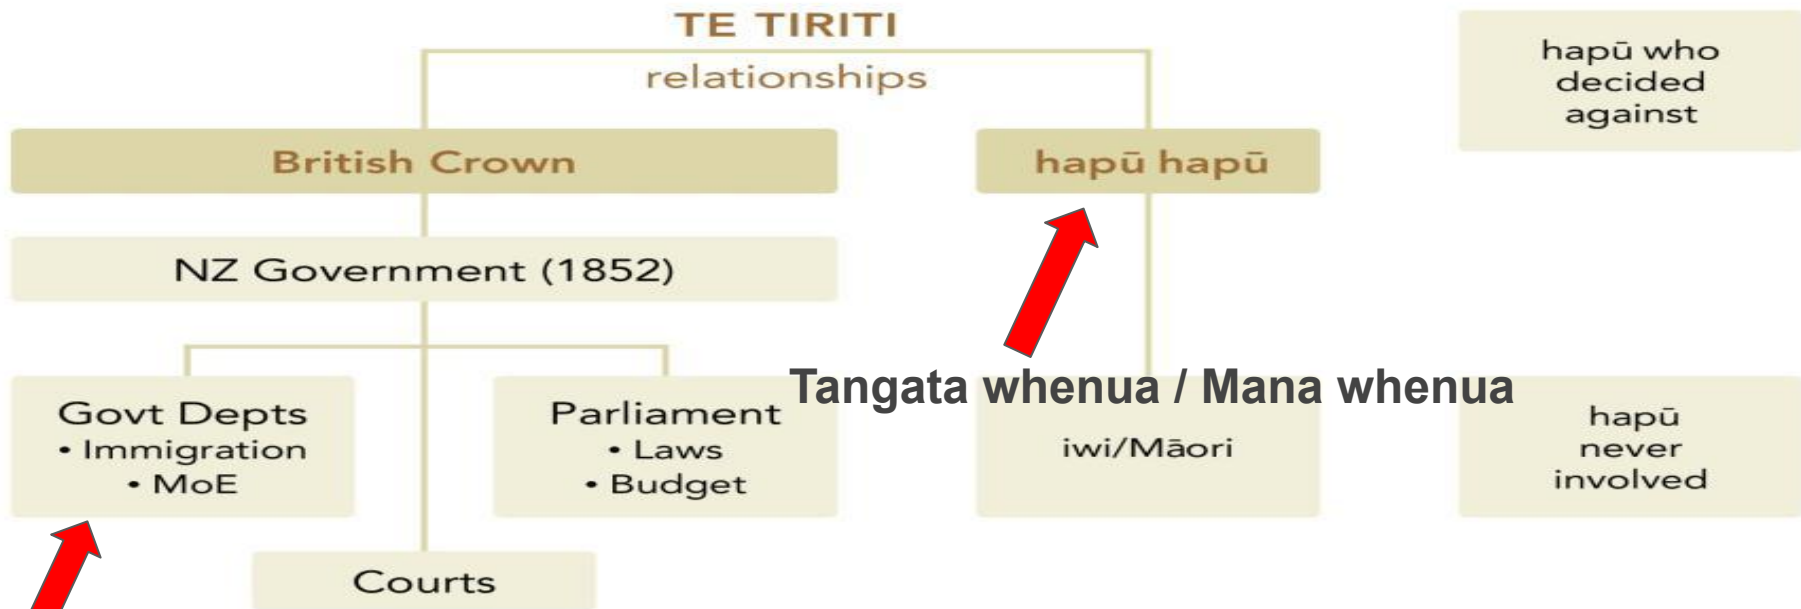 TE TIRITI
relationships
hapū who
decided
against
British Crown
hapū hapū
NZ Government (1852)
Tangata whenua / Mana whenua
Govt Depts
• Immigration
• MoE
Parliament
• Laws
• Budget
iwi/Māori
hapū
never
involved
Courts